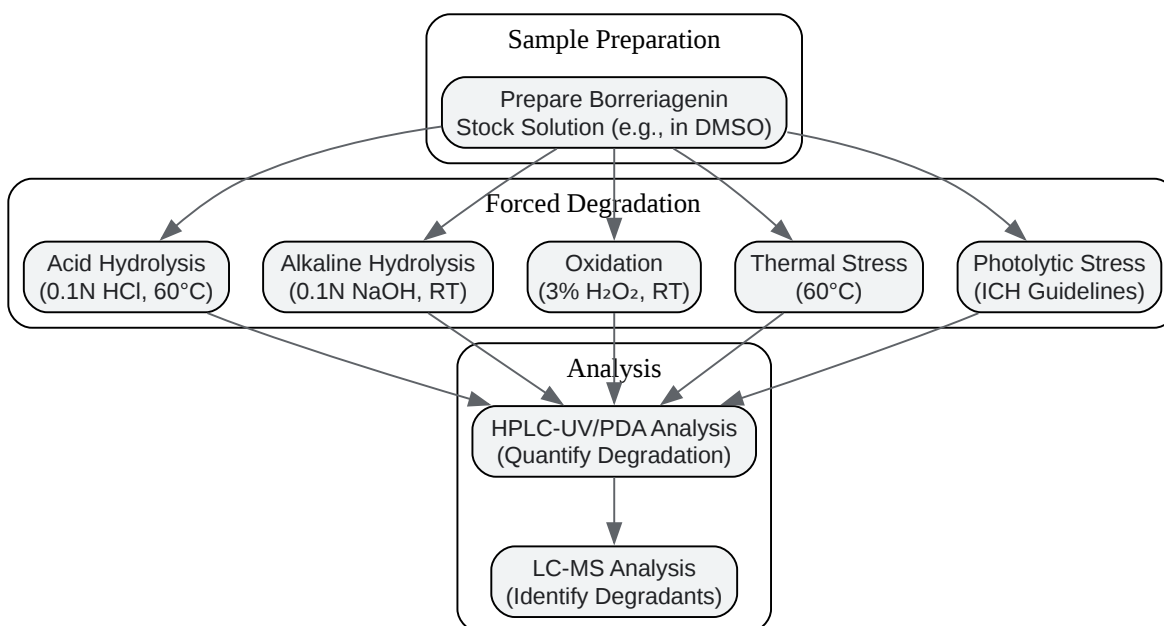 Sample Preparation
Prepare Borreriagenin
Stock Solution (e.g., in DMSO)
Forced Degradation
Acid Hydrolysis
(0.1N HCl, 60°C)
Alkaline Hydrolysis
(0.1N NaOH, RT)
Oxidation
(3% H₂O₂, RT)
Thermal Stress
(60°C)
Photolytic Stress
(ICH Guidelines)
Analysis
HPLC-UV/PDA Analysis
(Quantify Degradation)
LC-MS Analysis
(Identify Degradants)